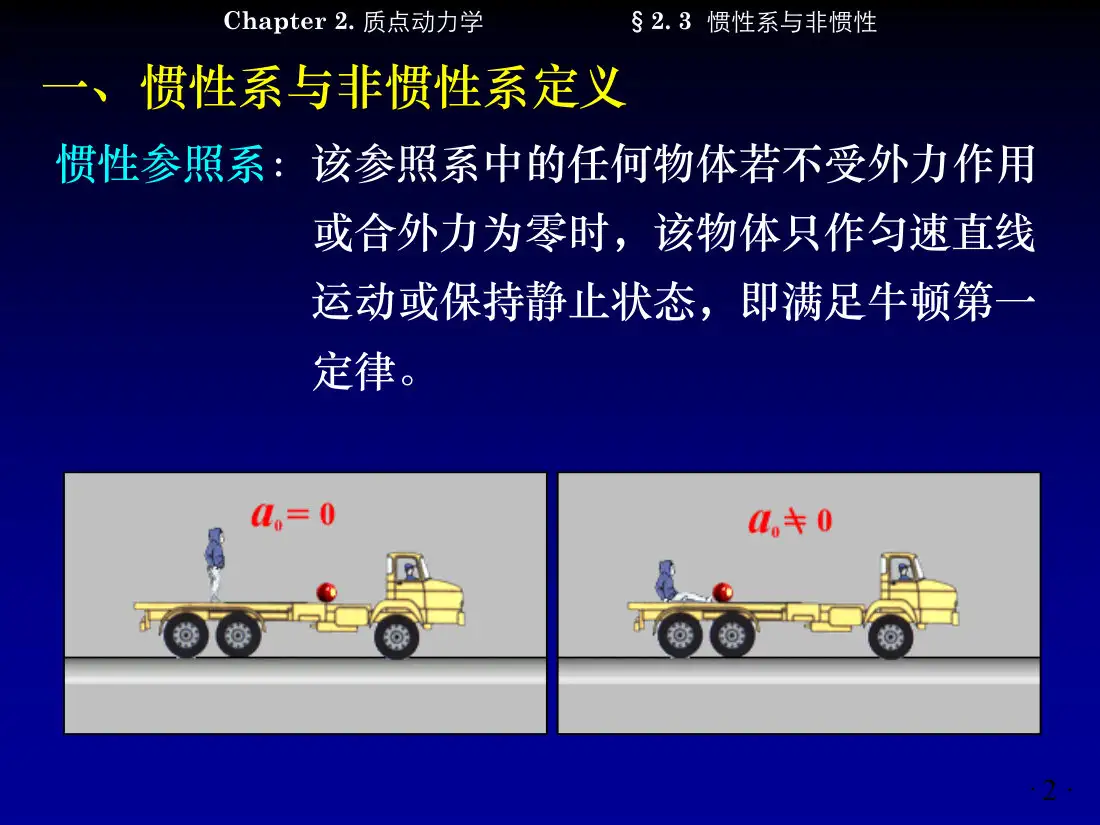 Chapter 2. 质点动力学 §2.3 惯性系与非惯性
一、惯性系与非惯性系定义
惯性参照系：该参照系中的任何物体若不受外力作用
或合外力为零时，该物体只作匀速直线
运动或保持静止状态，即满足牛顿第一
定律。
a₀ = 0
a₀ ≠ 0
·2·